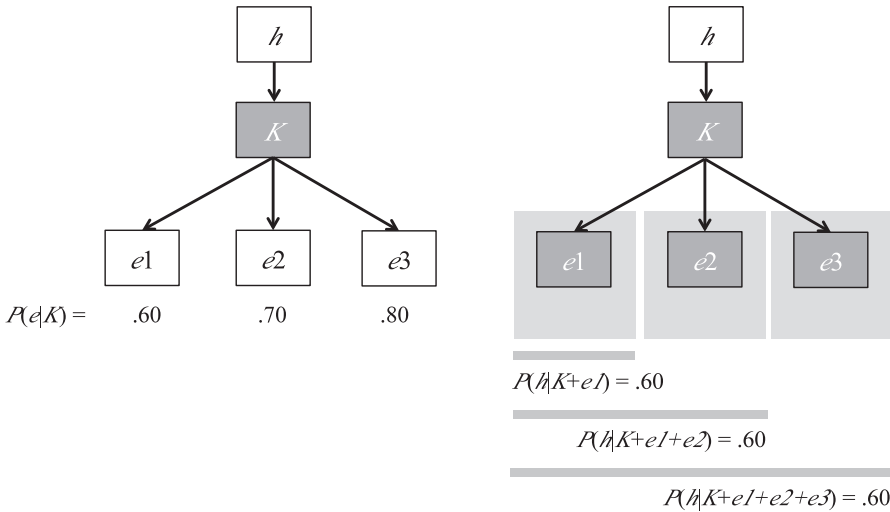 h
K
e1 e2 e3
P(e|K) = .60 .70 .80
h
K
e1 e2 e3
P(h|K+e1) = .60
P(h|K+e1+e2) = .60
P(h|K+e1+e2+e3) = .60